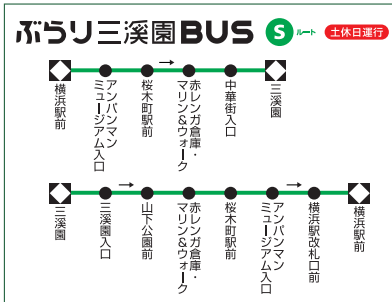 ぶらり三溪園BUS Sルート 土休日運行
横浜駅前
アンパンマンミュージアム入口
桜木町駅前
赤レンガ倉庫・マリン&ウォーク
中華街入口
三溪園
三溪園
三溪園入口
山下公園前
赤レンガ倉庫・マリン&ウォーク
桜木町駅前
アンパンマンミュージアム入口
横浜駅改札口前
横浜駅前